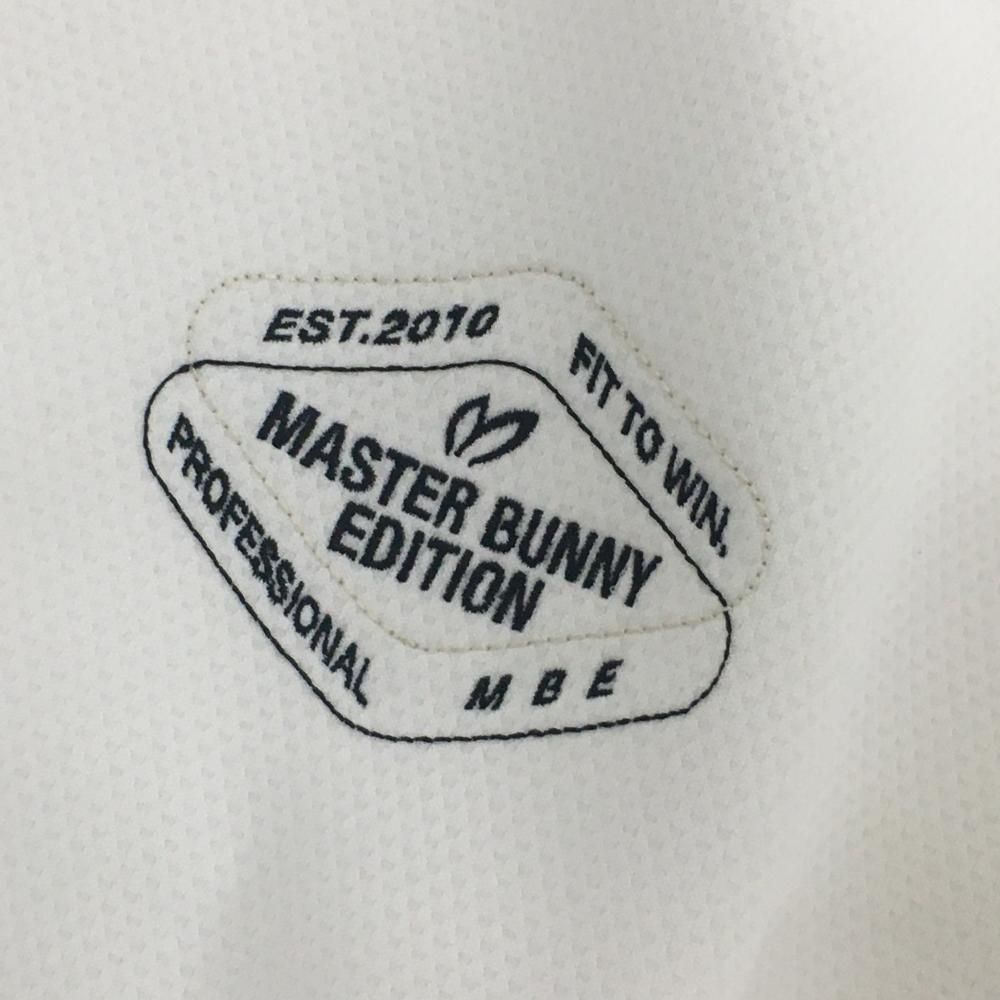 EST.2010
FIT TO WIN.
MASTER BUNNY
EDITION
PROFESSIONAL
M B E